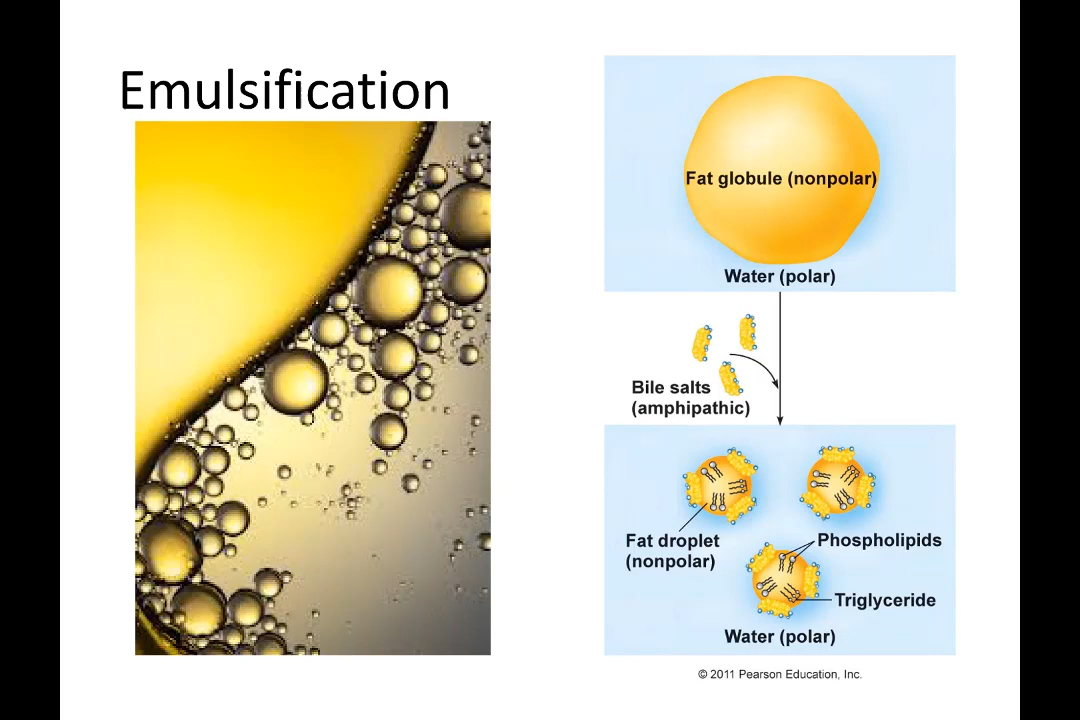 Emulsification
Fat globule (nonpolar)
Water (polar)
Bile salts
(amphipathic)
Fat droplet
(nonpolar)
Phospholipids
Triglyceride
Water (polar)
© 2011 Pearson Education, Inc.